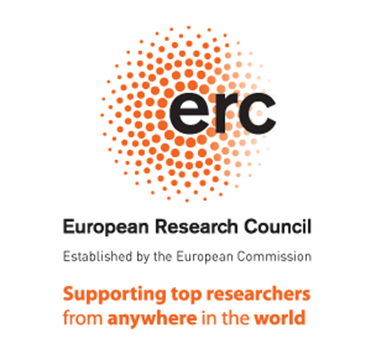 erc
European Research Council
Established by the European Commission
Supporting top researchers
from anywhere in the world